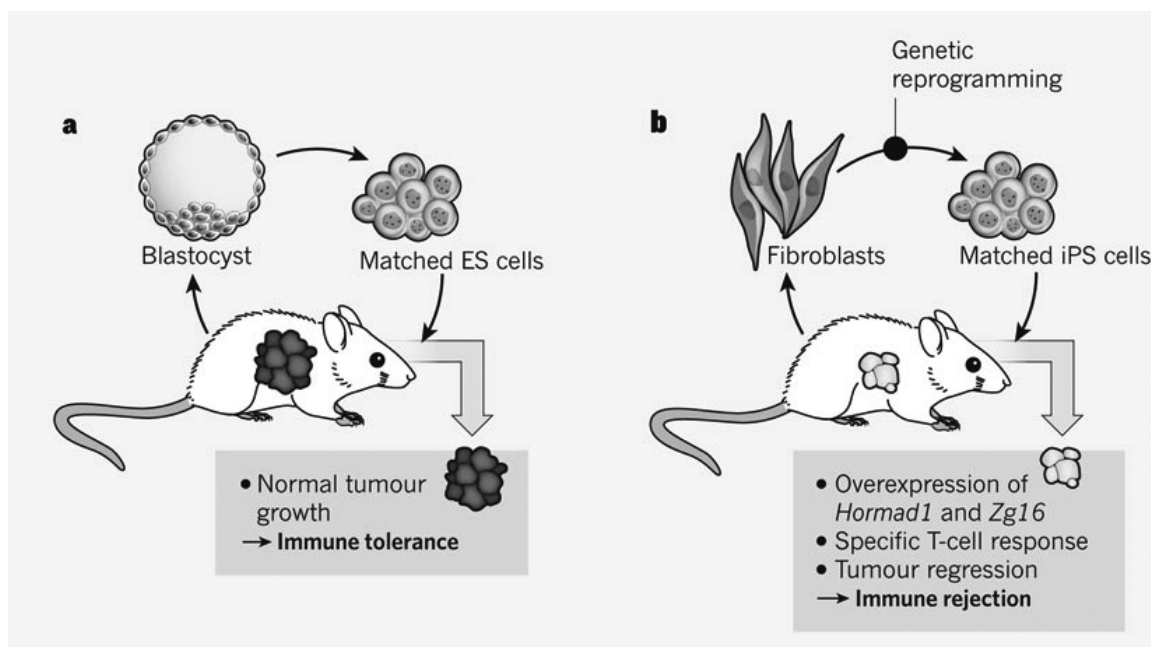 a
Blastocyst
Matched ES cells
• Normal tumour
growth
→ Immune tolerance
b
Genetic
reprogramming
Fibroblasts
Matched iPS cells
• Overexpression of
Hormad1 and Zg16
• Specific T-cell response
• Tumour regression
→ Immune rejection